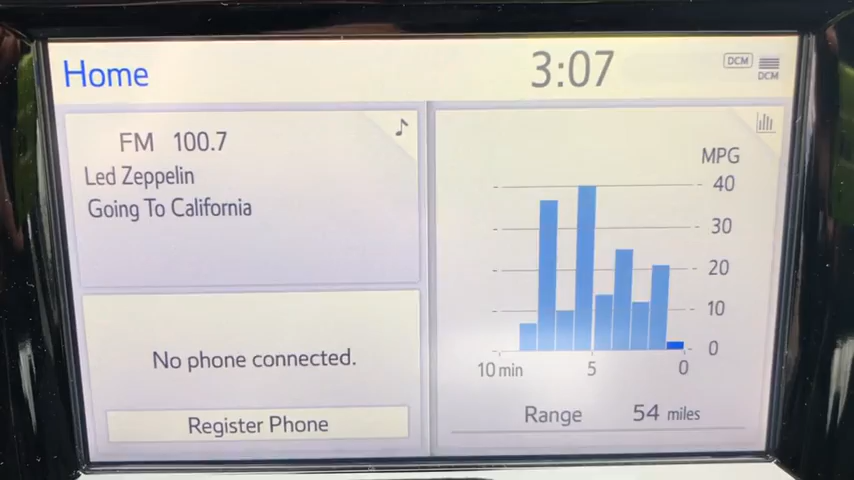 Home
3:07
DCM
DCM
FM 100.7
Led Zeppelin
Going To California
No phone connected.
Register Phone
MPG
40
30
20
10
0
10 min 5 0
Range 54 miles